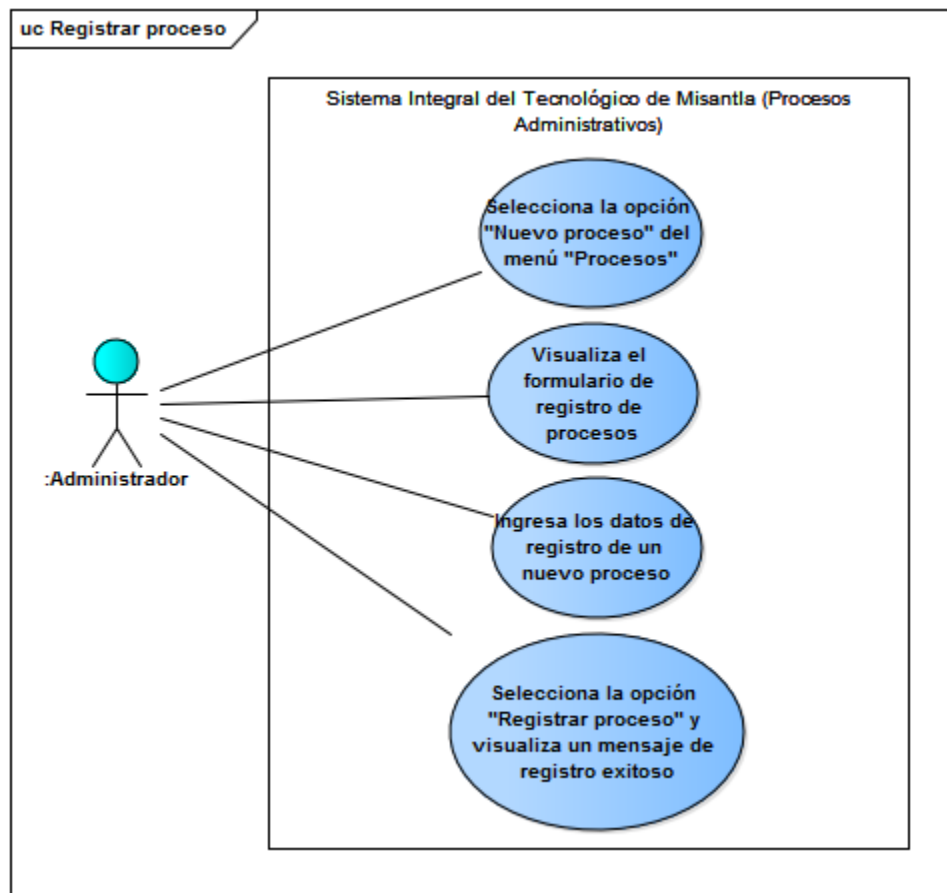 uc Registrar proceso
Sistema Integral del Tecnológico de Misantla (Procesos
Administrativos)
Selecciona la opción
"Nuevo proceso" del
menú "Procesos"
Visualiza el
formulario de
registro de
procesos
:Administrador
Ingresa los datos de
registro de un
nuevo proceso
Selecciona la opción
"Registrar proceso" y
visualiza un mensaje de
registro exitoso